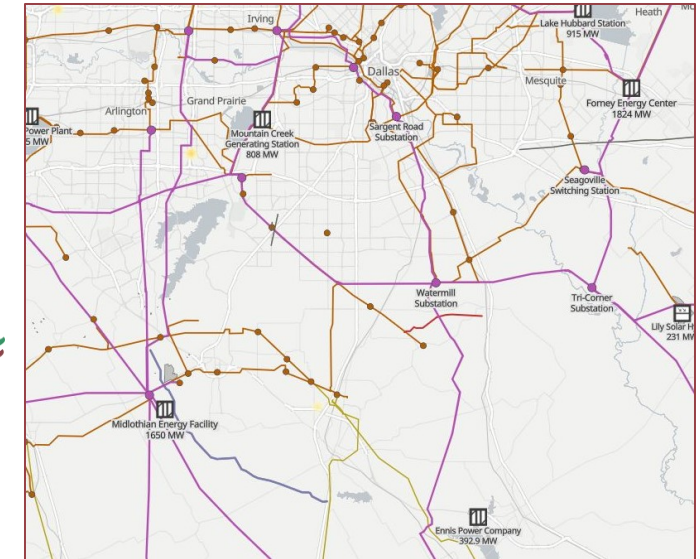 Irving
Lake Hubbard Station
915 MW
Heath
Dallas
Mesquite
Arlington
Grand Prairie
Forney Energy Center
1824 MW
Power Plant
5 MW
Mountain Creek
Generating Station
808 MW
Sargent Road
Substation
Seagoville
Switching Station
Watermill
Substation
Tri-Corner
Substation
Lily Solar H
231 MW
Midlothian Energy Facility
1650 MW
Ennis Power Company
392.9 MW